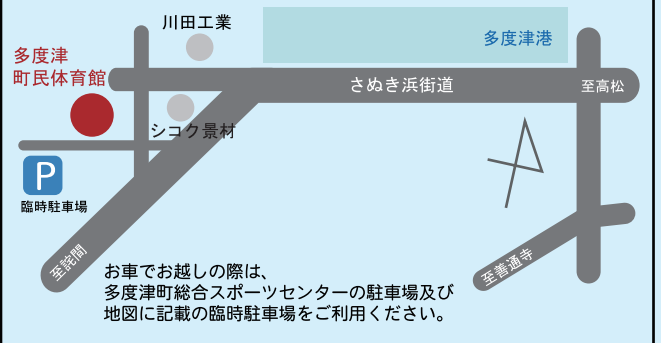 川田工業
多度津港
多度津
町民体育館
さぬき浜街道
至高松
シコク景材
P
臨時駐車場
至詫間
至善通寺
お車でお越しの際は、
多度津町総合スポーツセンターの駐車場及び
地図に記載の臨時駐車場をご利用ください。